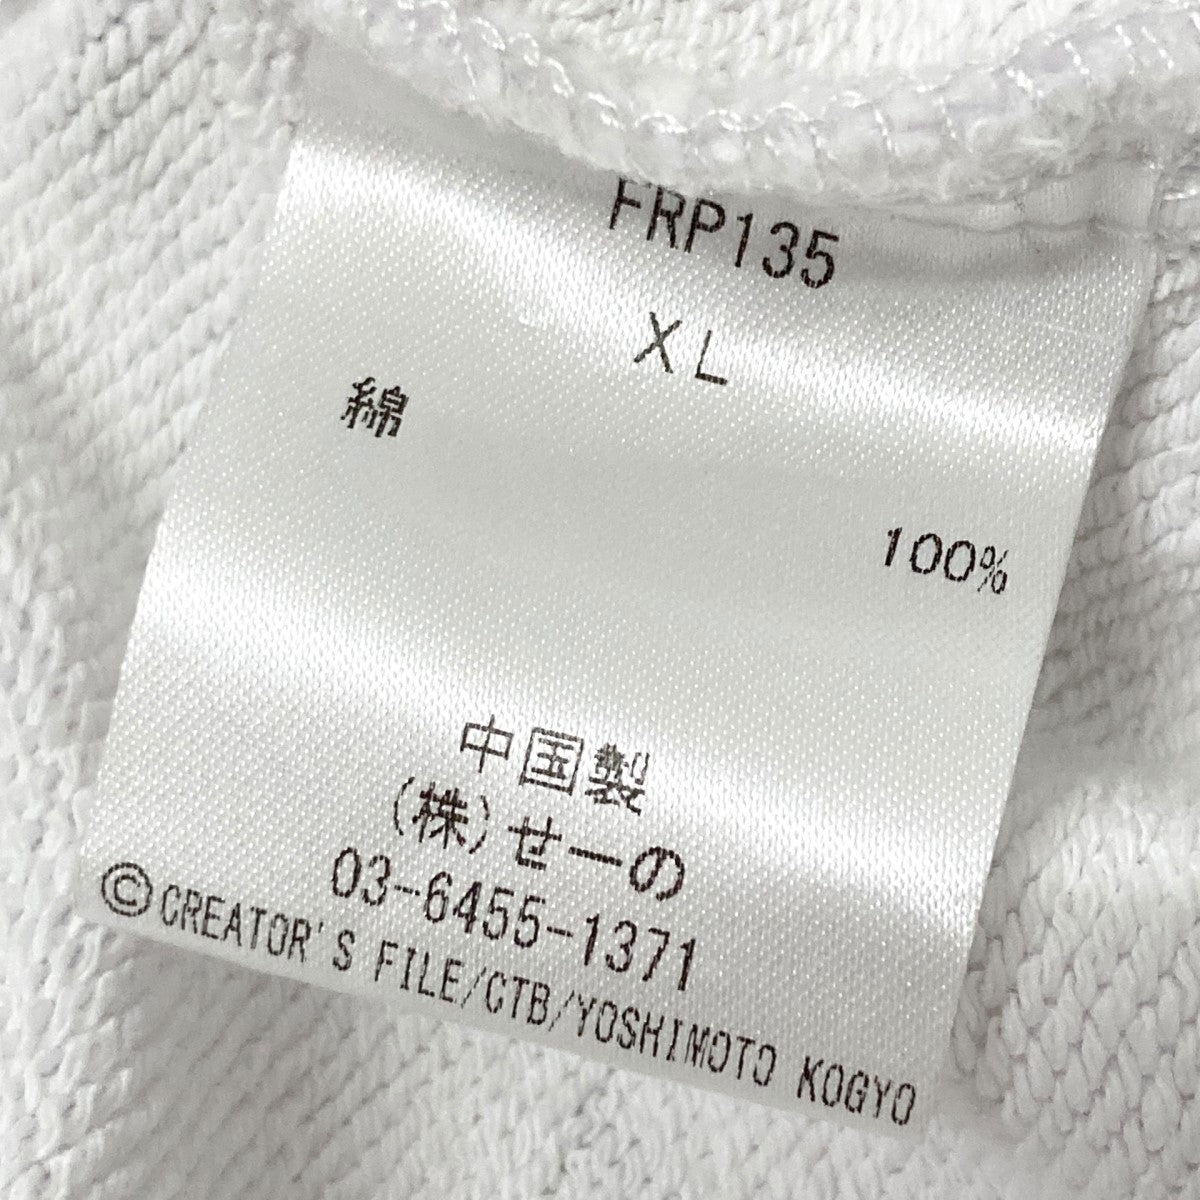 FRP135
XL
綿 100%
中国製
(株)せーの
03-6455-1371
©CREATOR'S FILE/CTB/YOSHIMOTO KOGYO